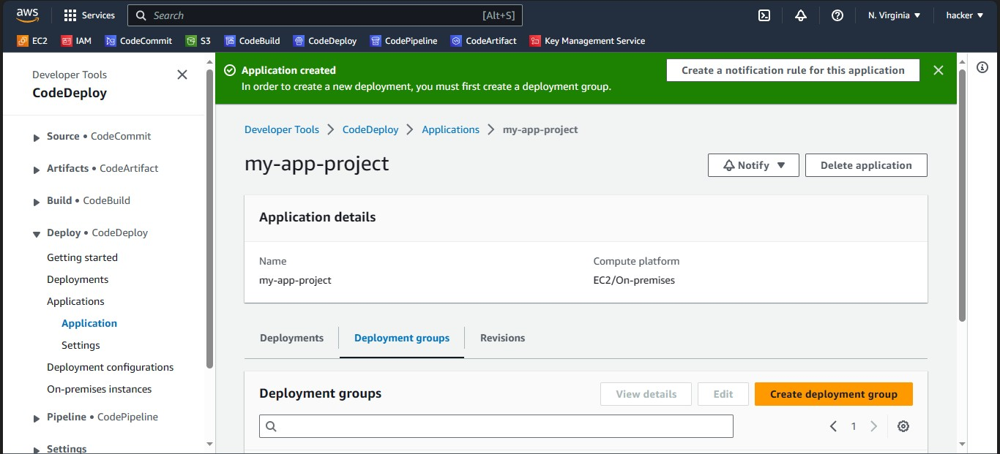 aws Services Search [Alt+S] N. Virginia hacker
EC2 IAM CodeCommit S3 CodeBuild CodeDeploy CodePipeline CodeArtifact Key Management Service
Developer Tools
CodeDeploy
Source • CodeCommit
Artifacts • CodeArtifact
Build • CodeBuild
Deploy • CodeDeploy
Getting started
Deployments
Applications
Application
Settings
Deployment configurations
On-premises instances
Pipeline • CodePipeline
Settings
Application created
In order to create a new deployment, you must first create a deployment group.
Create a notification rule for this application
Developer Tools CodeDeploy Applications my-app-project
my-app-project
Notify Delete application
Application details
Name
my-app-project
Compute platform
EC2/On-premises
Deployments Deployment groups Revisions
Deployment groups
View details Edit Create deployment group
1